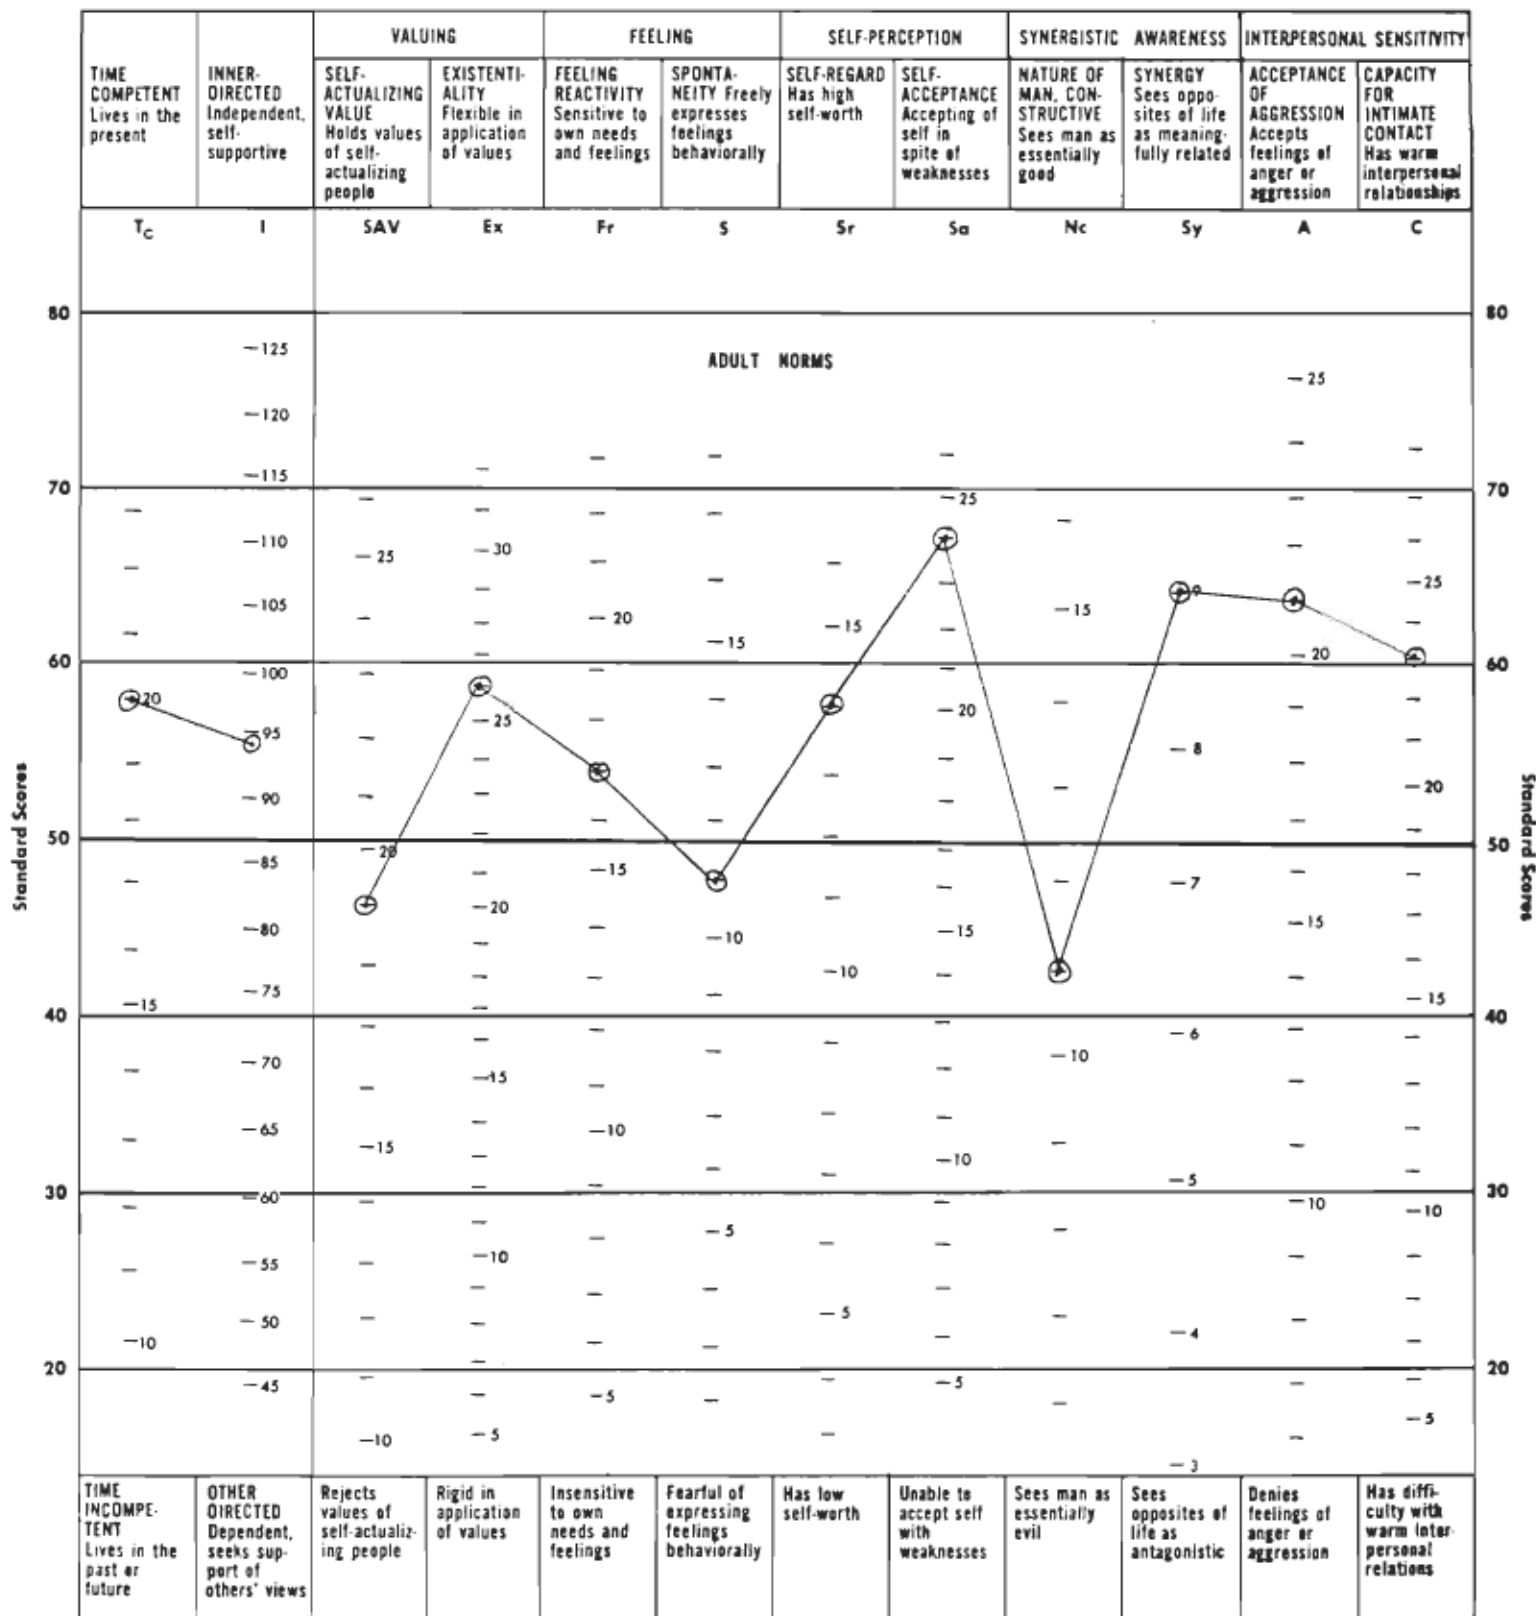 VALUING
FEELING
SELF-PERCEPTION
SYNERGISTIC AWARENESS
INTERPERSONAL SENSITIVITY
TIME
COMPETENT
Lives in the
present
INNER-
DIRECTED
Independent,
self-
supportive
SELF-
ACTUALIZING
VALUE
Holds values
of self-
actualizing
people
EXISTENTI-
ALITY
Flexible in
application
of values
FEELING
REACTIVITY
Sensitive to
own needs
and feelings
SPONTA-
NEITY Freely
expresses
feelings
behaviorally
SELF-REGARD
Has high
self-worth
SELF-
ACCEPTANCE
Accepting of
self in
spite of
weaknesses
NATURE OF
MAN, CON-
STRUCTIVE
Sees man as
essentially
good
SYNERGY
Sees oppo-
sites of life
as meaning-
fully related
ACCEPTANCE
OF
AGGRESSION
Accepts
feelings of
anger or
aggression
CAPACITY
FOR
INTIMATE
CONTACT
Has warm
interpersonal
relationships
TC I SAV Ex Fr S Sr Sa Nc Sy A C
80 80
125
ADULT NORMS
25
120
115
70 70
25
110 25 30
105 20 15 15 9 25
15 20
60 60
100
20 25 20
95 8
90 20
50 50
20
85 15 7
20
80 10 15 15
10
75 15
15
40 40
6
70 15 10
65 10
15 10
5
30 30
60 10 10
5
55 10
50 5 4
10
20 20
45 5 5
5
10 5
3
Standard Scores
Standard Scores
TIME
INCOMPE-
TENT
Lives in the
past or
future
OTHER
DIRECTED
Dependent,
seeks sup-
port of
others' views
Rejects
values of
self-actualiz-
ing people
Rigid in
application
of values
Insensitive
to own
needs and
feelings
Fearful of
expressing
feelings
behaviorally
Has low
self-worth
Unable to
accept self
with
weaknesses
Sees man as
essentially
evil
Sees
opposites of
life as
antagonistic
Denies
feelings of
anger or
aggression
Has diffi-
culty with
warm inter-
personal
relations